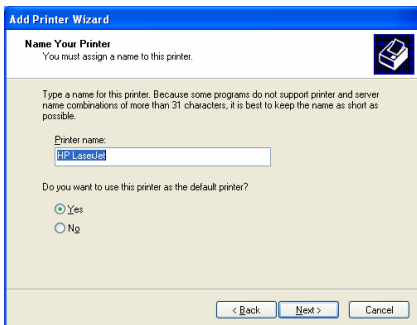 Add Printer Wizard
Name Your Printer
You must assign a name to this printer.
Type a name for this printer. Because some programs do not support printer and server
name combinations of more than 31 characters, it is best to keep the name as short as
possible.
Printer name:
HP LaserJet
Do you want to use this printer as the default printer?
Yes
No
< Back
Next >
Cancel